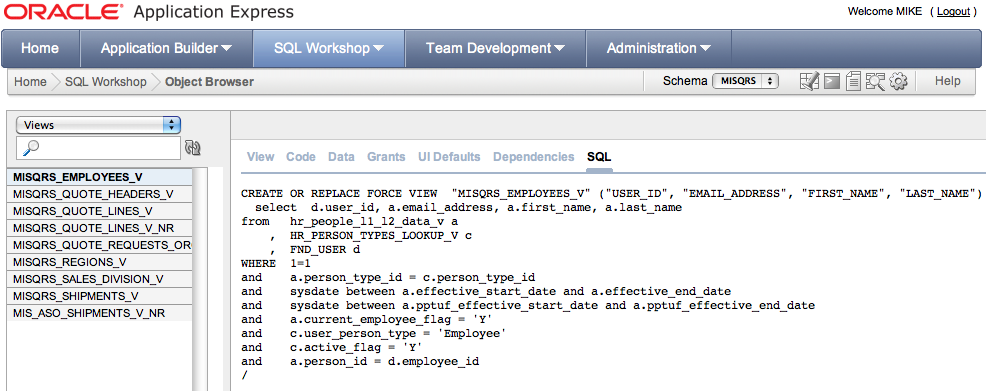 ORACLE® Application Express
Welcome MIKE ( Logout )
Home Application Builder SQL Workshop Team Development Administration
Home SQL Workshop Object Browser
Schema MISQRS Help
Views
MISQRS_EMPLOYEES_V
MISQRS_QUOTE_HEADERS_V
MISQRS_QUOTE_LINES_V
MISQRS_QUOTE_LINES_V_NR
MISQRS_QUOTE_REQUESTS_OR
MISQRS_REGIONS_V
MISQRS_SALES_DIVISION_V
MISQRS_SHIPMENTS_V
MIS_ASO_SHIPMENTS_V_NR
View Code Data Grants UI Defaults Dependencies SQL
CREATE OR REPLACE FORCE VIEW "MISQRS_EMPLOYEES_V" ("USER_ID", "EMAIL_ADDRESS", "FIRST_NAME", "LAST_NAME")
select d.user_id, a.email_address, a.first_name, a.last_name
from hr_people_l1_l2_data_v a
, HR_PERSON_TYPES_LOOKUP_V c
, FND_USER d
WHERE 1=1
and a.person_type_id = c.person_type_id
and sysdate between a.effective_start_date and a.effective_end_date
and sysdate between a.pptuf_effective_start_date and a.pptuf_effective_end_date
and a.current_employee_flag = 'Y'
and c.user_person_type = 'Employee'
and c.active_flag = 'Y'
and a.person_id = d.employee_id
/